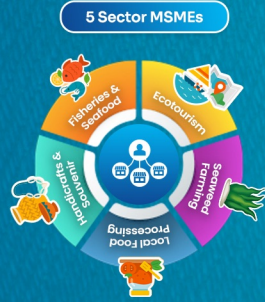 5 Sector MSMEs
Fisheries &
Seafood
Ecotourism
Seaweed
Farming
Local Food
Processing
Handicrafts &
Souvenir